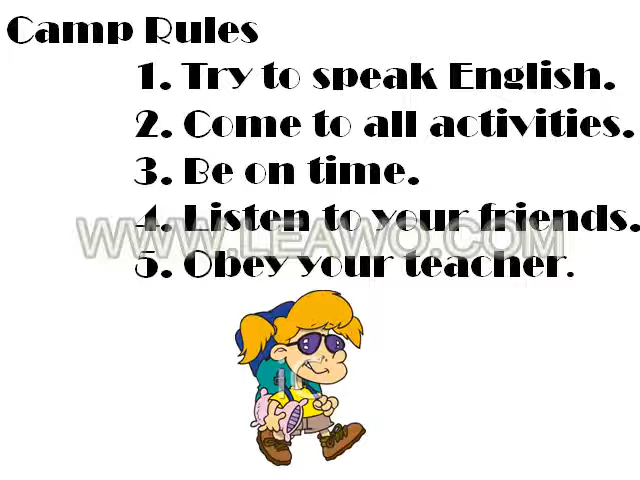 Camp Rules
1. Try to speak English.
2. Come to all activities.
3. Be on time.
4. Listen to your friends.
WWW.LEAWO.COM
5. Obey your teacher.